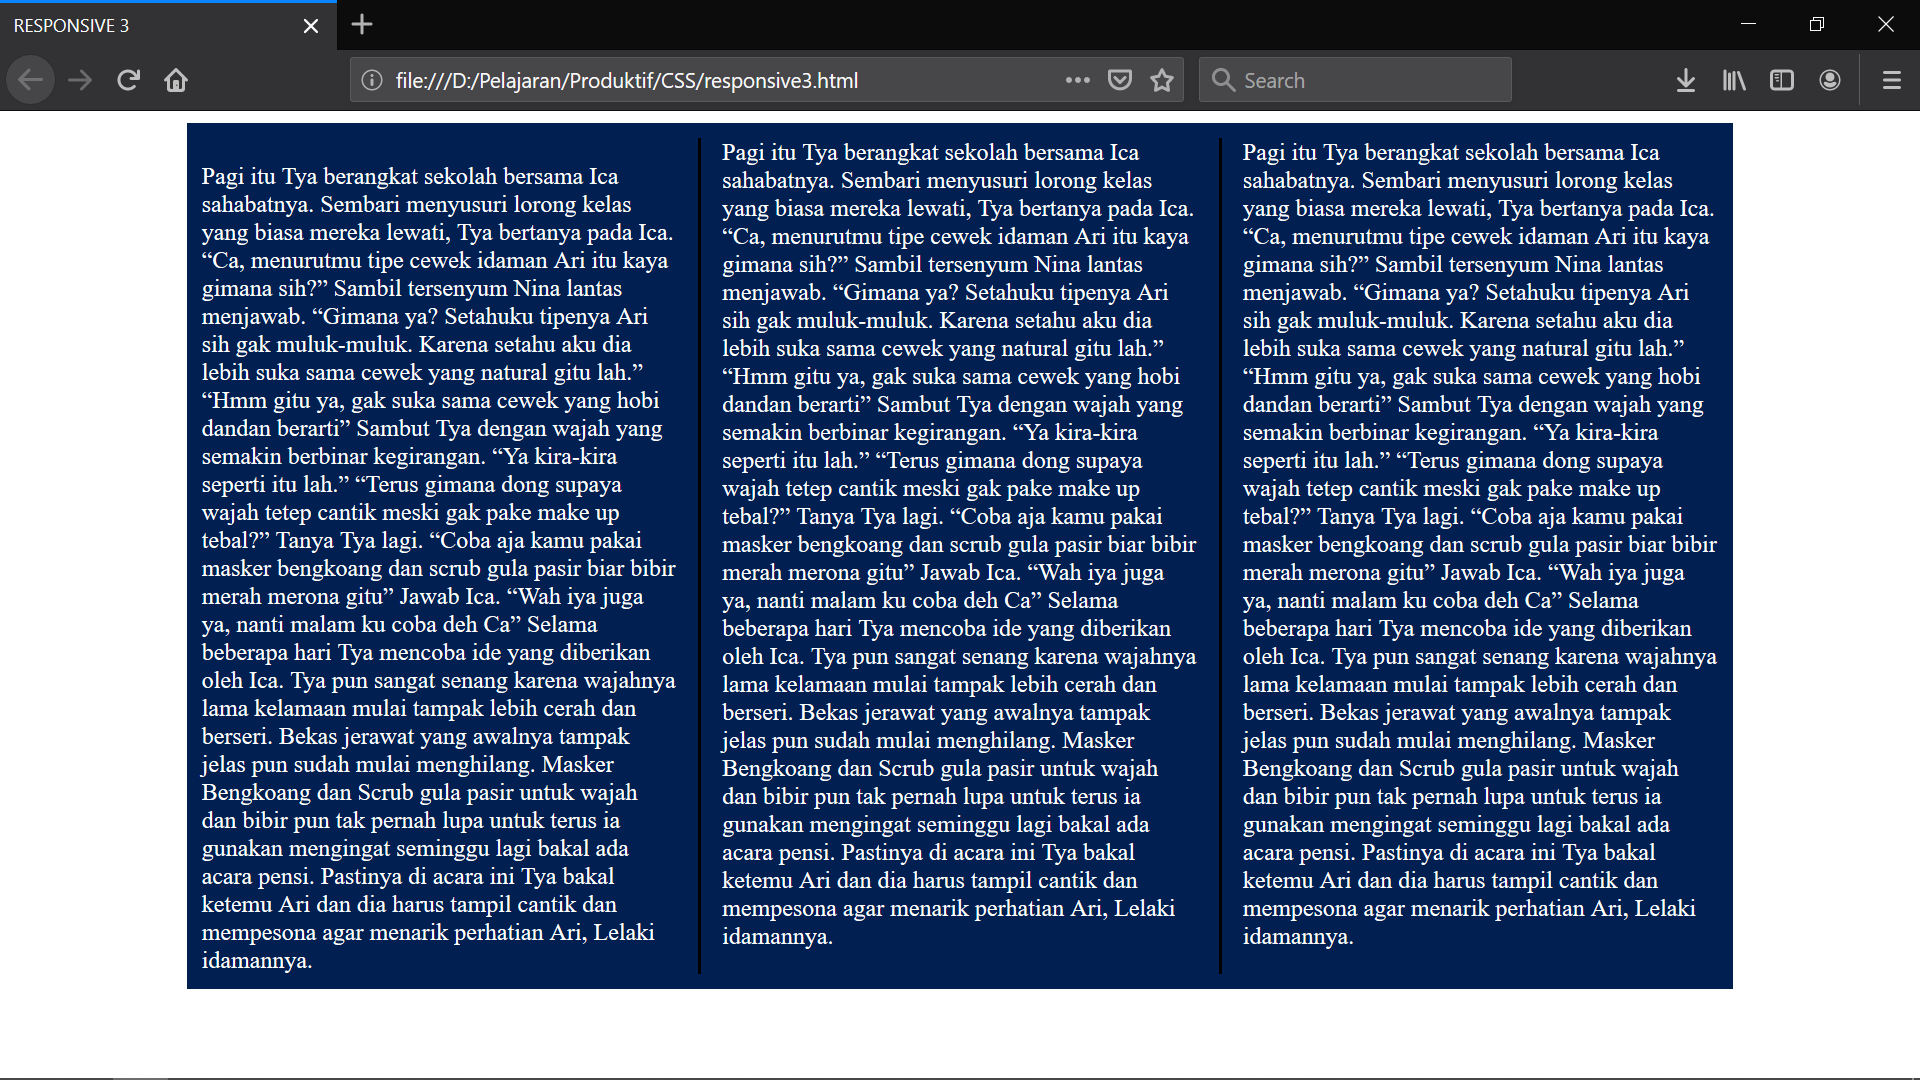 RESPONSIVE 3
file:///D:/Pelajaran/Produktif/CSS/responsive3.html
Search
Pagi itu Tya berangkat sekolah bersama Ica
sahabatnya. Sembari menyusuri lorong kelas
yang biasa mereka lewati, Tya bertanya pada Ica.
“Ca, menurutmu tipe cewek idaman Ari itu kaya
gimana sih?” Sambil tersenyum Nina lantas
menjawab. “Gimana ya? Setahuku tipenya Ari
sih gak muluk-muluk. Karena setahu aku dia
lebih suka sama cewek yang natural gitu lah.”
“Hmm gitu ya, gak suka sama cewek yang hobi
dandan berarti” Sambut Tya dengan wajah yang
semakin berbinar kegirangan. “Ya kira-kira
seperti itu lah.” “Terus gimana dong supaya
wajah tetep cantik meski gak pake make up
tebal?” Tanya Tya lagi. “Coba aja kamu pakai
masker bengkoang dan scrub gula pasir biar bibir
merah merona gitu” Jawab Ica. “Wah iya juga
ya, nanti malam ku coba deh Ca” Selama
beberapa hari Tya mencoba ide yang diberikan
oleh Ica. Tya pun sangat senang karena wajahnya
lama kelamaan mulai tampak lebih cerah dan
berseri. Bekas jerawat yang awalnya tampak
jelas pun sudah mulai menghilang. Masker
Bengkoang dan Scrub gula pasir untuk wajah
dan bibir pun tak pernah lupa untuk terus ia
gunakan mengingat seminggu lagi bakal ada
acara pensi. Pastinya di acara ini Tya bakal
ketemu Ari dan dia harus tampil cantik dan
mempesona agar menarik perhatian Ari, Lelaki
idamannya.
Pagi itu Tya berangkat sekolah bersama Ica
sahabatnya. Sembari menyusuri lorong kelas
yang biasa mereka lewati, Tya bertanya pada Ica.
“Ca, menurutmu tipe cewek idaman Ari itu kaya
gimana sih?” Sambil tersenyum Nina lantas
menjawab. “Gimana ya? Setahuku tipenya Ari
sih gak muluk-muluk. Karena setahu aku dia
lebih suka sama cewek yang natural gitu lah.”
“Hmm gitu ya, gak suka sama cewek yang hobi
dandan berarti” Sambut Tya dengan wajah yang
semakin berbinar kegirangan. “Ya kira-kira
seperti itu lah.” “Terus gimana dong supaya
wajah tetep cantik meski gak pake make up
tebal?” Tanya Tya lagi. “Coba aja kamu pakai
masker bengkoang dan scrub gula pasir biar bibir
merah merona gitu” Jawab Ica. “Wah iya juga
ya, nanti malam ku coba deh Ca” Selama
beberapa hari Tya mencoba ide yang diberikan
oleh Ica. Tya pun sangat senang karena wajahnya
lama kelamaan mulai tampak lebih cerah dan
berseri. Bekas jerawat yang awalnya tampak
jelas pun sudah mulai menghilang. Masker
Bengkoang dan Scrub gula pasir untuk wajah
dan bibir pun tak pernah lupa untuk terus ia
gunakan mengingat seminggu lagi bakal ada
acara pensi. Pastinya di acara ini Tya bakal
ketemu Ari dan dia harus tampil cantik dan
mempesona agar menarik perhatian Ari, Lelaki
idamannya.
Pagi itu Tya berangkat sekolah bersama Ica
sahabatnya. Sembari menyusuri lorong kelas
yang biasa mereka lewati, Tya bertanya pada Ica.
“Ca, menurutmu tipe cewek idaman Ari itu kaya
gimana sih?” Sambil tersenyum Nina lantas
menjawab. “Gimana ya? Setahuku tipenya Ari
sih gak muluk-muluk. Karena setahu aku dia
lebih suka sama cewek yang natural gitu lah.”
“Hmm gitu ya, gak suka sama cewek yang hobi
dandan berarti” Sambut Tya dengan wajah yang
semakin berbinar kegirangan. “Ya kira-kira
seperti itu lah.” “Terus gimana dong supaya
wajah tetep cantik meski gak pake make up
tebal?” Tanya Tya lagi. “Coba aja kamu pakai
masker bengkoang dan scrub gula pasir biar bibir
merah merona gitu” Jawab Ica. “Wah iya juga
ya, nanti malam ku coba deh Ca” Selama
beberapa hari Tya mencoba ide yang diberikan
oleh Ica. Tya pun sangat senang karena wajahnya
lama kelamaan mulai tampak lebih cerah dan
berseri. Bekas jerawat yang awalnya tampak
jelas pun sudah mulai menghilang. Masker
Bengkoang dan Scrub gula pasir untuk wajah
dan bibir pun tak pernah lupa untuk terus ia
gunakan mengingat seminggu lagi bakal ada
acara pensi. Pastinya di acara ini Tya bakal
ketemu Ari dan dia harus tampil cantik dan
mempesona agar menarik perhatian Ari, Lelaki
idamannya.